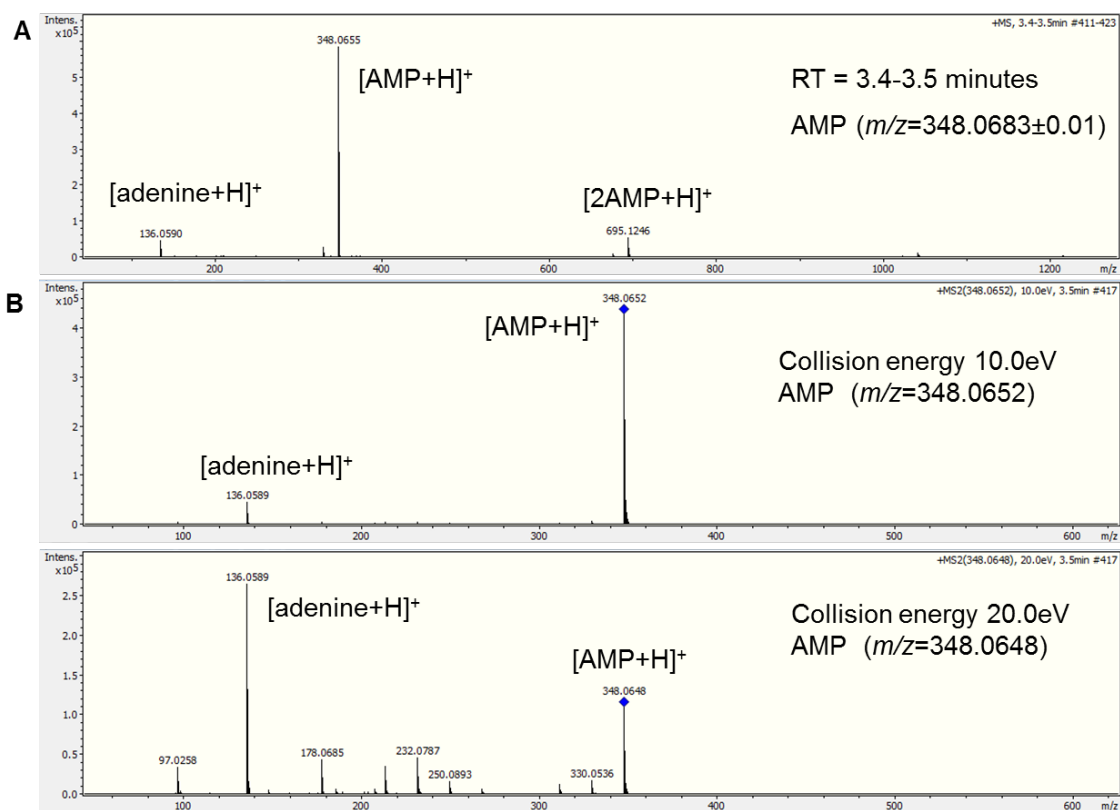 A
Intens.
x10⁵
+MS, 3.4-3.5min #411-423
348.0655
[AMP+H]⁺
RT = 3.4-3.5 minutes
AMP (m/z=348.0683±0.01)
[adenine+H]⁺
[2AMP+H]⁺
136.0590
695.1246
5
4
3
2
1
0
200
400
600
800
1000
1200
m/z
B
Intens.
x10⁵
+MS2(348.0652), 10.0eV, 3.5min #417
348.0652
[AMP+H]⁺
Collision energy 10.0eV
AMP (m/z=348.0652)
[adenine+H]⁺
136.0589
4
3
2
1
0
100
200
300
400
500
600
m/z
Intens.
x10⁵
+MS2(348.0648), 20.0eV, 3.5min #417
136.0589
[adenine+H]⁺
Collision energy 20.0eV
AMP (m/z=348.0648)
[AMP+H]⁺
348.0648
97.0258
178.0685
232.0787
250.0893
330.0536
2.5
2.0
1.5
1.0
0.5
0.0
100
200
300
400
500
600
m/z